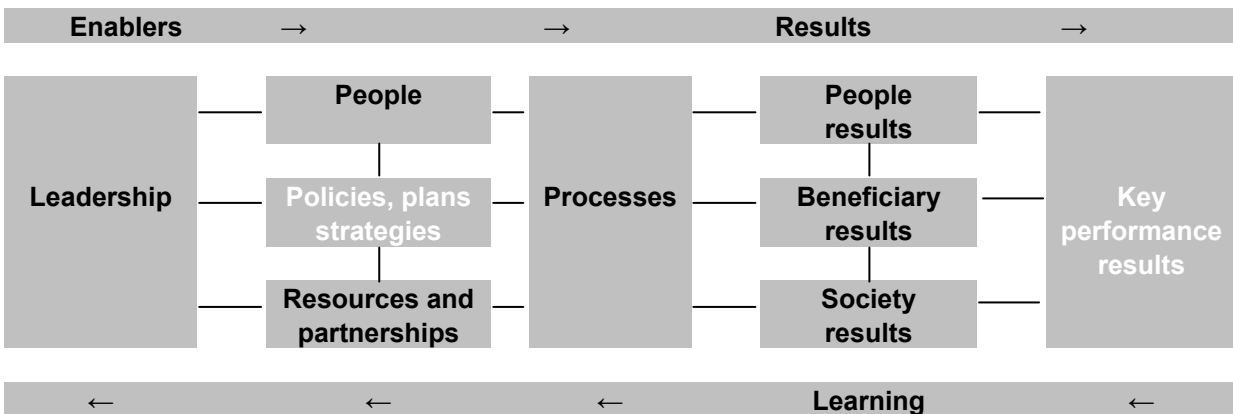 Enablers → → Results →
People
Leadership
Policies, plans
strategies
Resources and
partnerships
Processes
People
results
Beneficiary
results
Society
results
Key
performance
results
← ← ← Learning ←